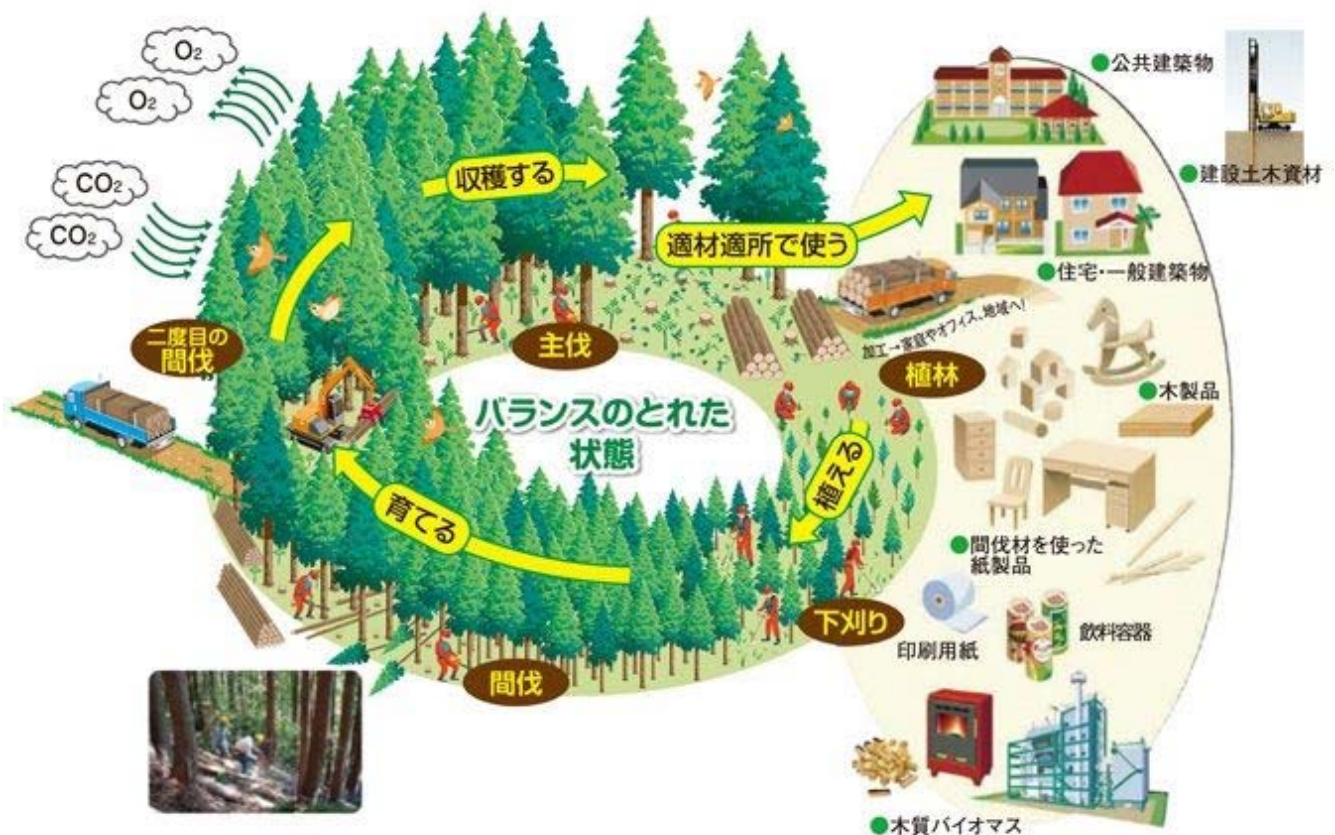 O2
O2
CO2
CO2
収穫する
適材適所で使う
公共建築物
建設土木資材
住宅・一般建築物
加工→家庭やオフィス、地域へ!
二度目の
間伐
主伐
植林
木製品
バランスのとれた
状態
植える
育てる
間伐材を使った
紙製品
下刈り
印刷用紙
飲料容器
間伐
木質バイオマス